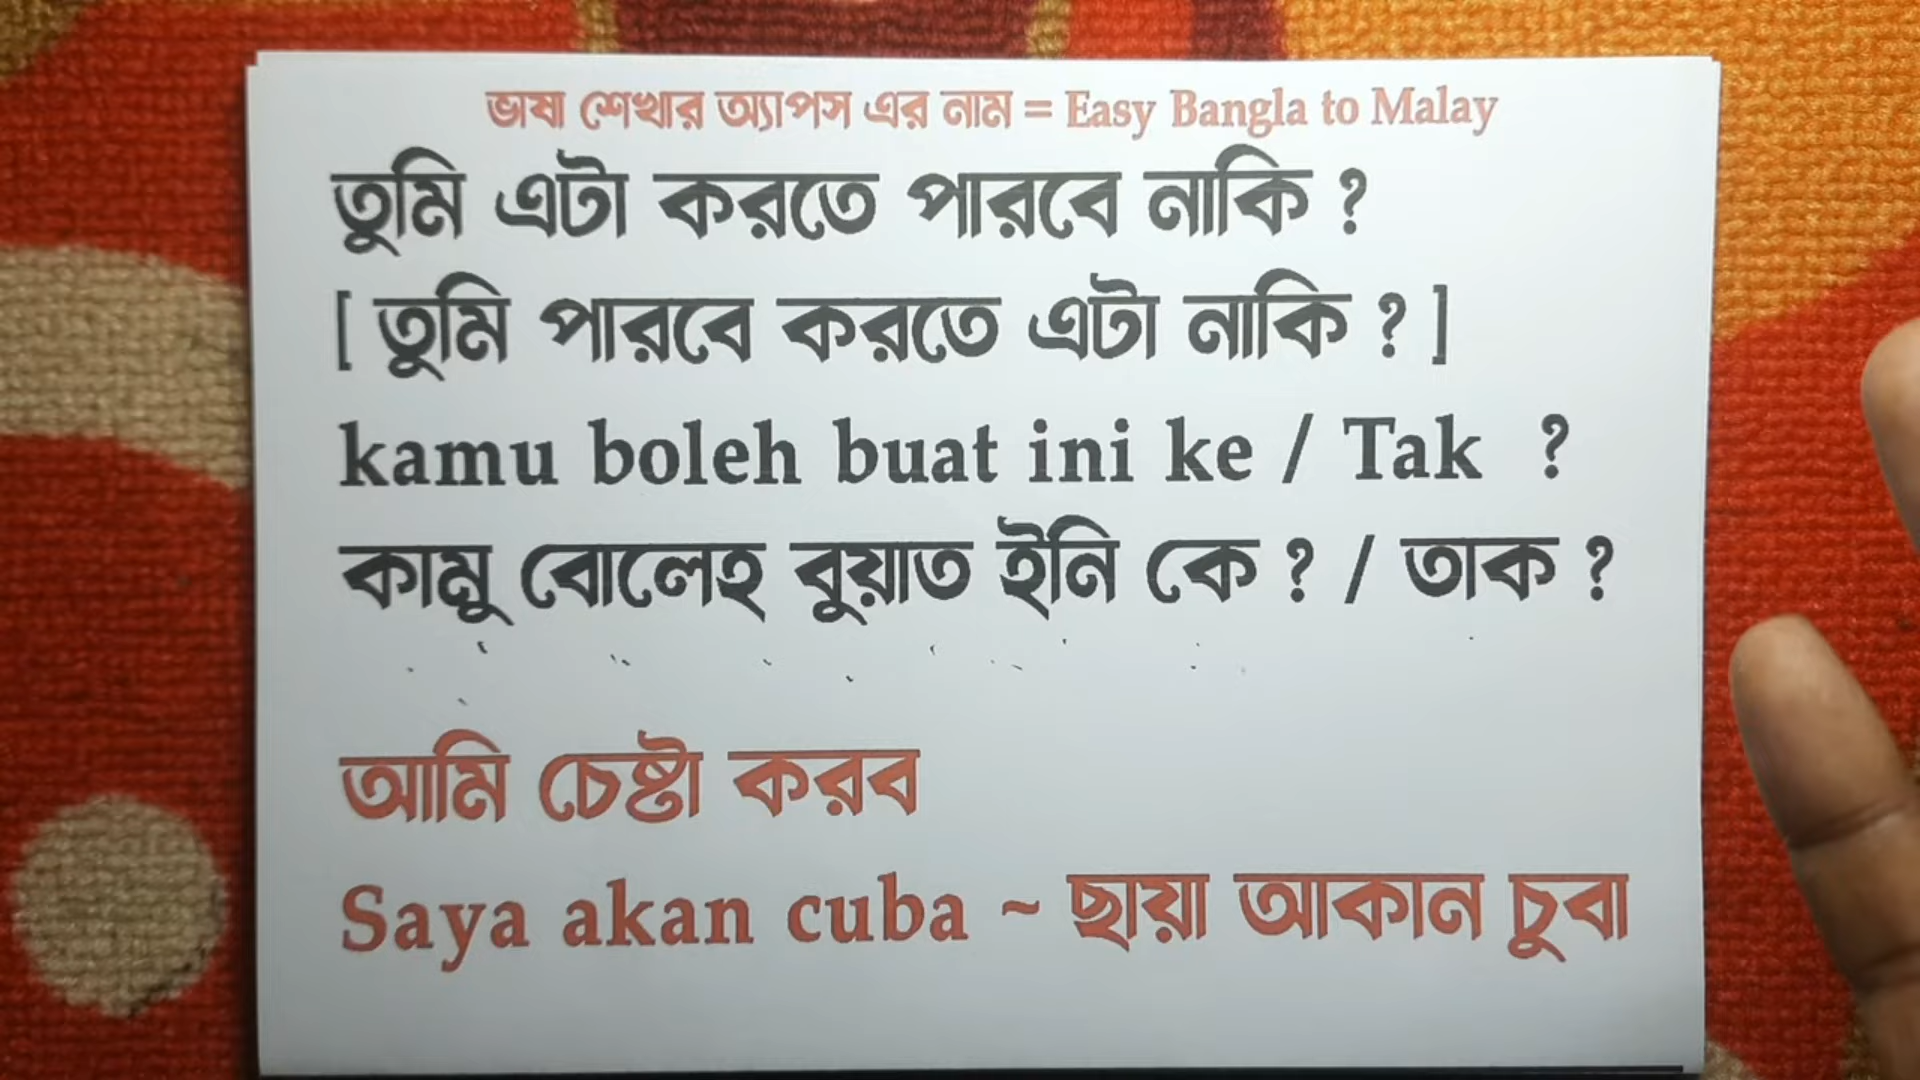 ভাষা শেখার অ্যাপস এর নাম = Easy Bangla to Malay
তুমি এটা করতে পারবে নাকি ?
[ তুমি পারবে করতে এটা নাকি ? ]
kamu boleh buat ini ke / Tak ?
কামু বোলেহ বুয়াত ইনি কে ? / তাক ?
আমি চেষ্টা করব
Saya akan cuba ~ ছায়া আকান চুবা